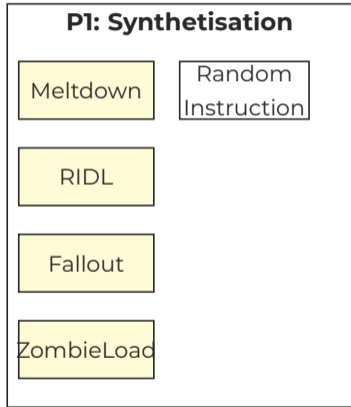 P1: Synthetisation
Meltdown
Random
Instruction
RIDL
Fallout
ZombieLoad